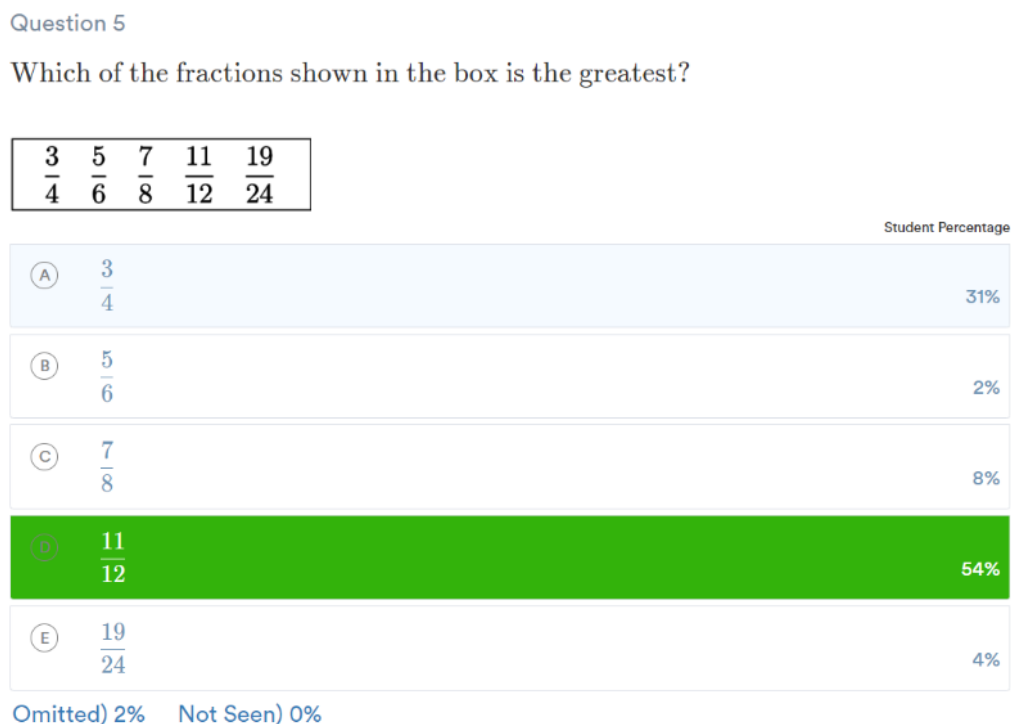 Question 5
Which of the fractions shown in the box is the greatest?
3/4 5/6 7/8 11/12 19/24
Student Percentage
A 3/4 31%
B 5/6 2%
C 7/8 8%
D 11/12 54%
E 19/24 4%
Omitted) 2% Not Seen) 0%